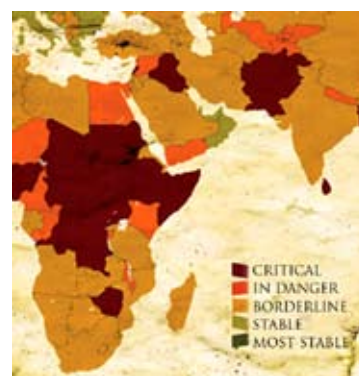 CRITICAL
IN DANGER
BORDERLINE
STABLE
MOST STABLE